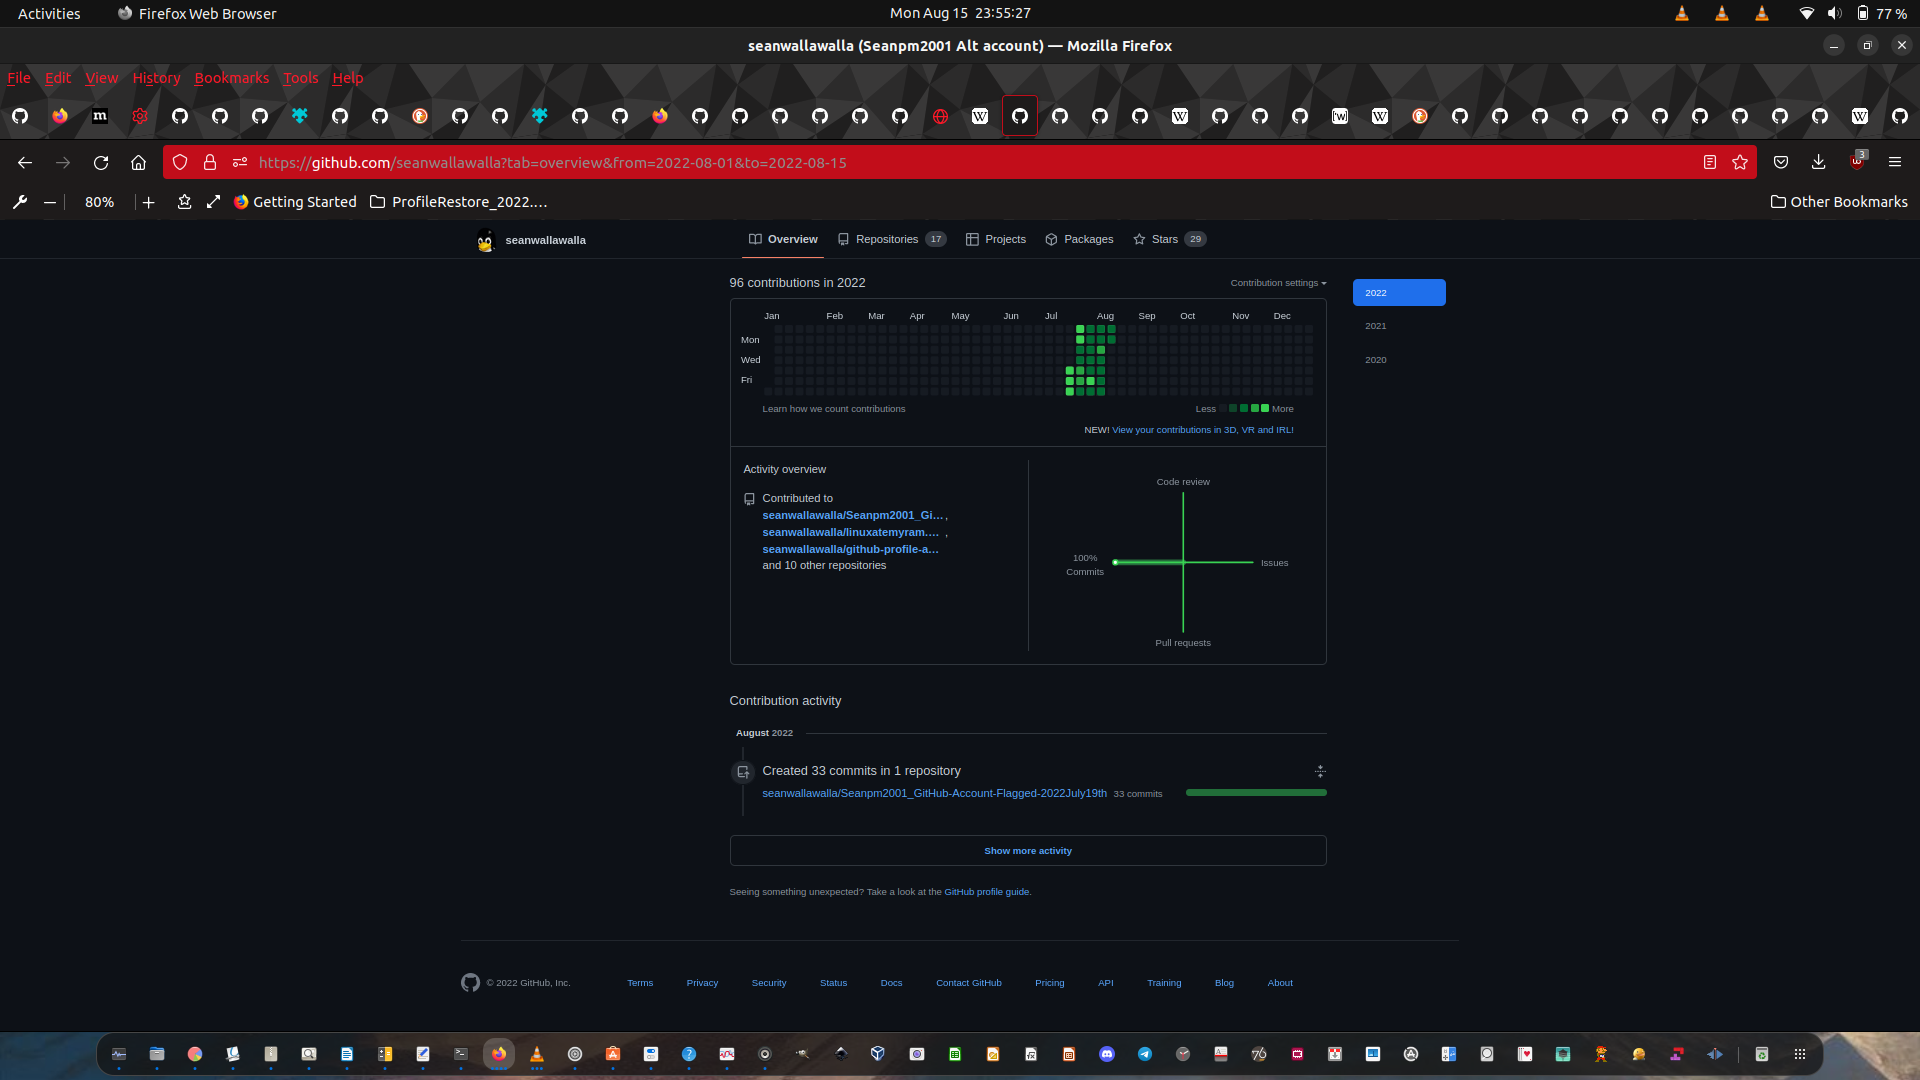 Activities Firefox Web Browser Mon Aug 15 23:55:27 77 %
seanwallawalla (Seanpm2001 Alt account) — Mozilla Firefox
File Edit View History Bookmarks Tools Help
https://github.com/seanwallawalla?tab=overview&from=2022-08-01&to=2022-08-15 3
80% Getting Started ProfileRestore_2022.… Other Bookmarks
seanwallawalla Overview Repositories 17 Projects Packages Stars 29
96 contributions in 2022 Contribution settings
2022
2021
2020
Jan Feb Mar Apr May Jun Jul Aug Sep Oct Nov Dec
Mon
Wed
Fri
Learn how we count contributions Less More
NEW! View your contributions in 3D, VR and IRL!
Activity overview
Contributed to
seanwallawalla/Seanpm2001_Gi… ,
seanwallawalla/linuxatemyram.… ,
seanwallawalla/github-profile-a…
and 10 other repositories
Code review
100%
Commits
Issues
Pull requests
Contribution activity
August 2022
Created 33 commits in 1 repository
seanwallawalla/Seanpm2001_GitHub-Account-Flagged-2022July19th 33 commits
Show more activity
Seeing something unexpected? Take a look at the GitHub profile guide.
© 2022 GitHub, Inc. Terms Privacy Security Status Docs Contact GitHub Pricing API Training Blog About